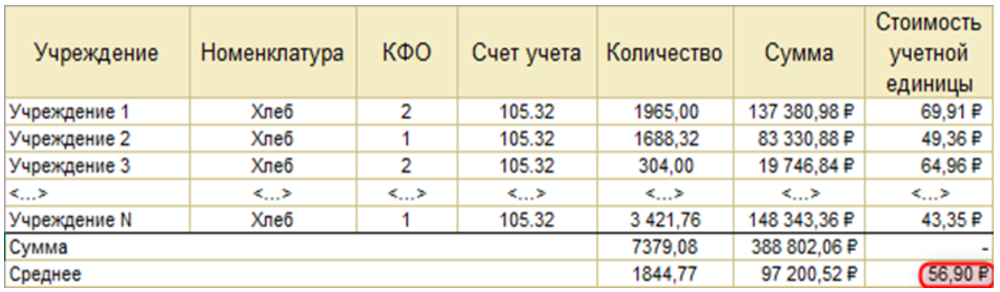 Учреждение Номенклатура КФО Счет учета Количество Сумма Стоимость учетной единицы
Учреждение 1 Хлеб 2 105.32 1965,00 137 380,98 ₽ 69,91 ₽
Учреждение 2 Хлеб 1 105.32 1688,32 83 330,88 ₽ 49,36 ₽
Учреждение 3 Хлеб 2 105.32 304,00 19 746,84 ₽ 64,96 ₽
<...> <...> <...> <...> <...> <...> <...>
Учреждение N Хлеб 1 105.32 3 421,76 148 343,36 ₽ 43,35 ₽
Сумма 7379,08 388 802,06 ₽ -
Среднее 1844,77 97 200,52 ₽ 56,90 ₽